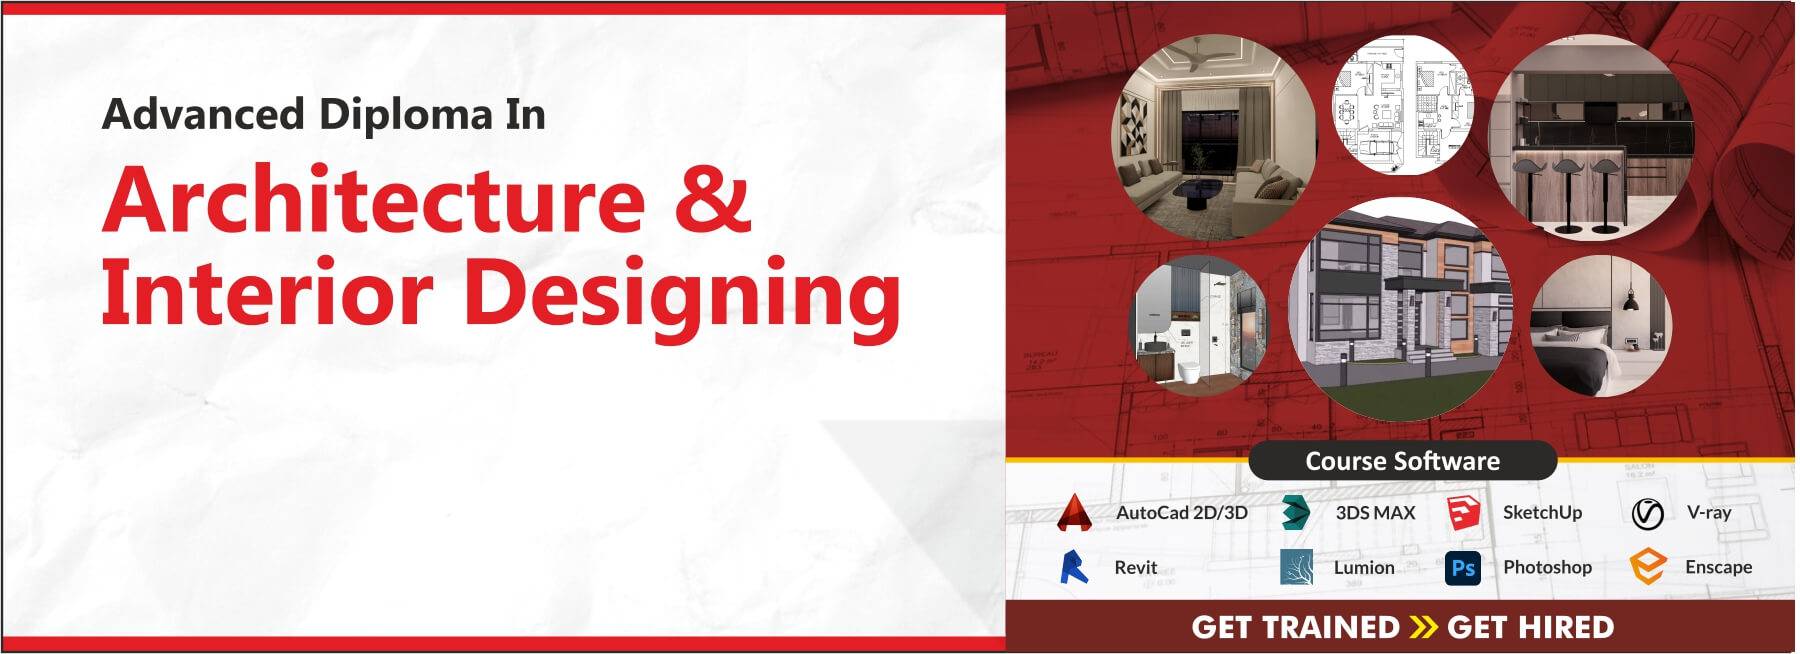 Advanced Diploma In
Architecture &
Interior Designing
Course Software
AutoCad 2D/3D
3DS MAX
SketchUp
V-ray
Revit
Lumion
Ps
Photoshop
Enscape
GET TRAINED >> GET HIRED